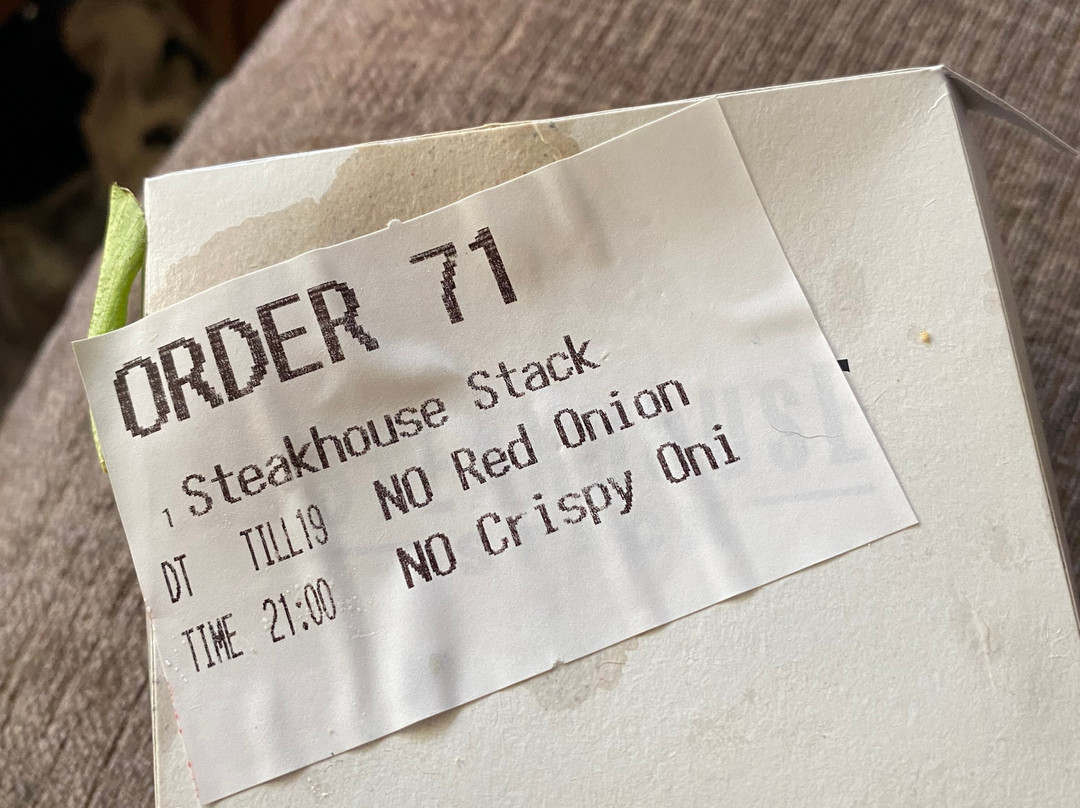 ORDER 71
1 Steakhouse Stack
NO Red Onion
NO Crispy Oni
DT TILL19
TIME 21:00